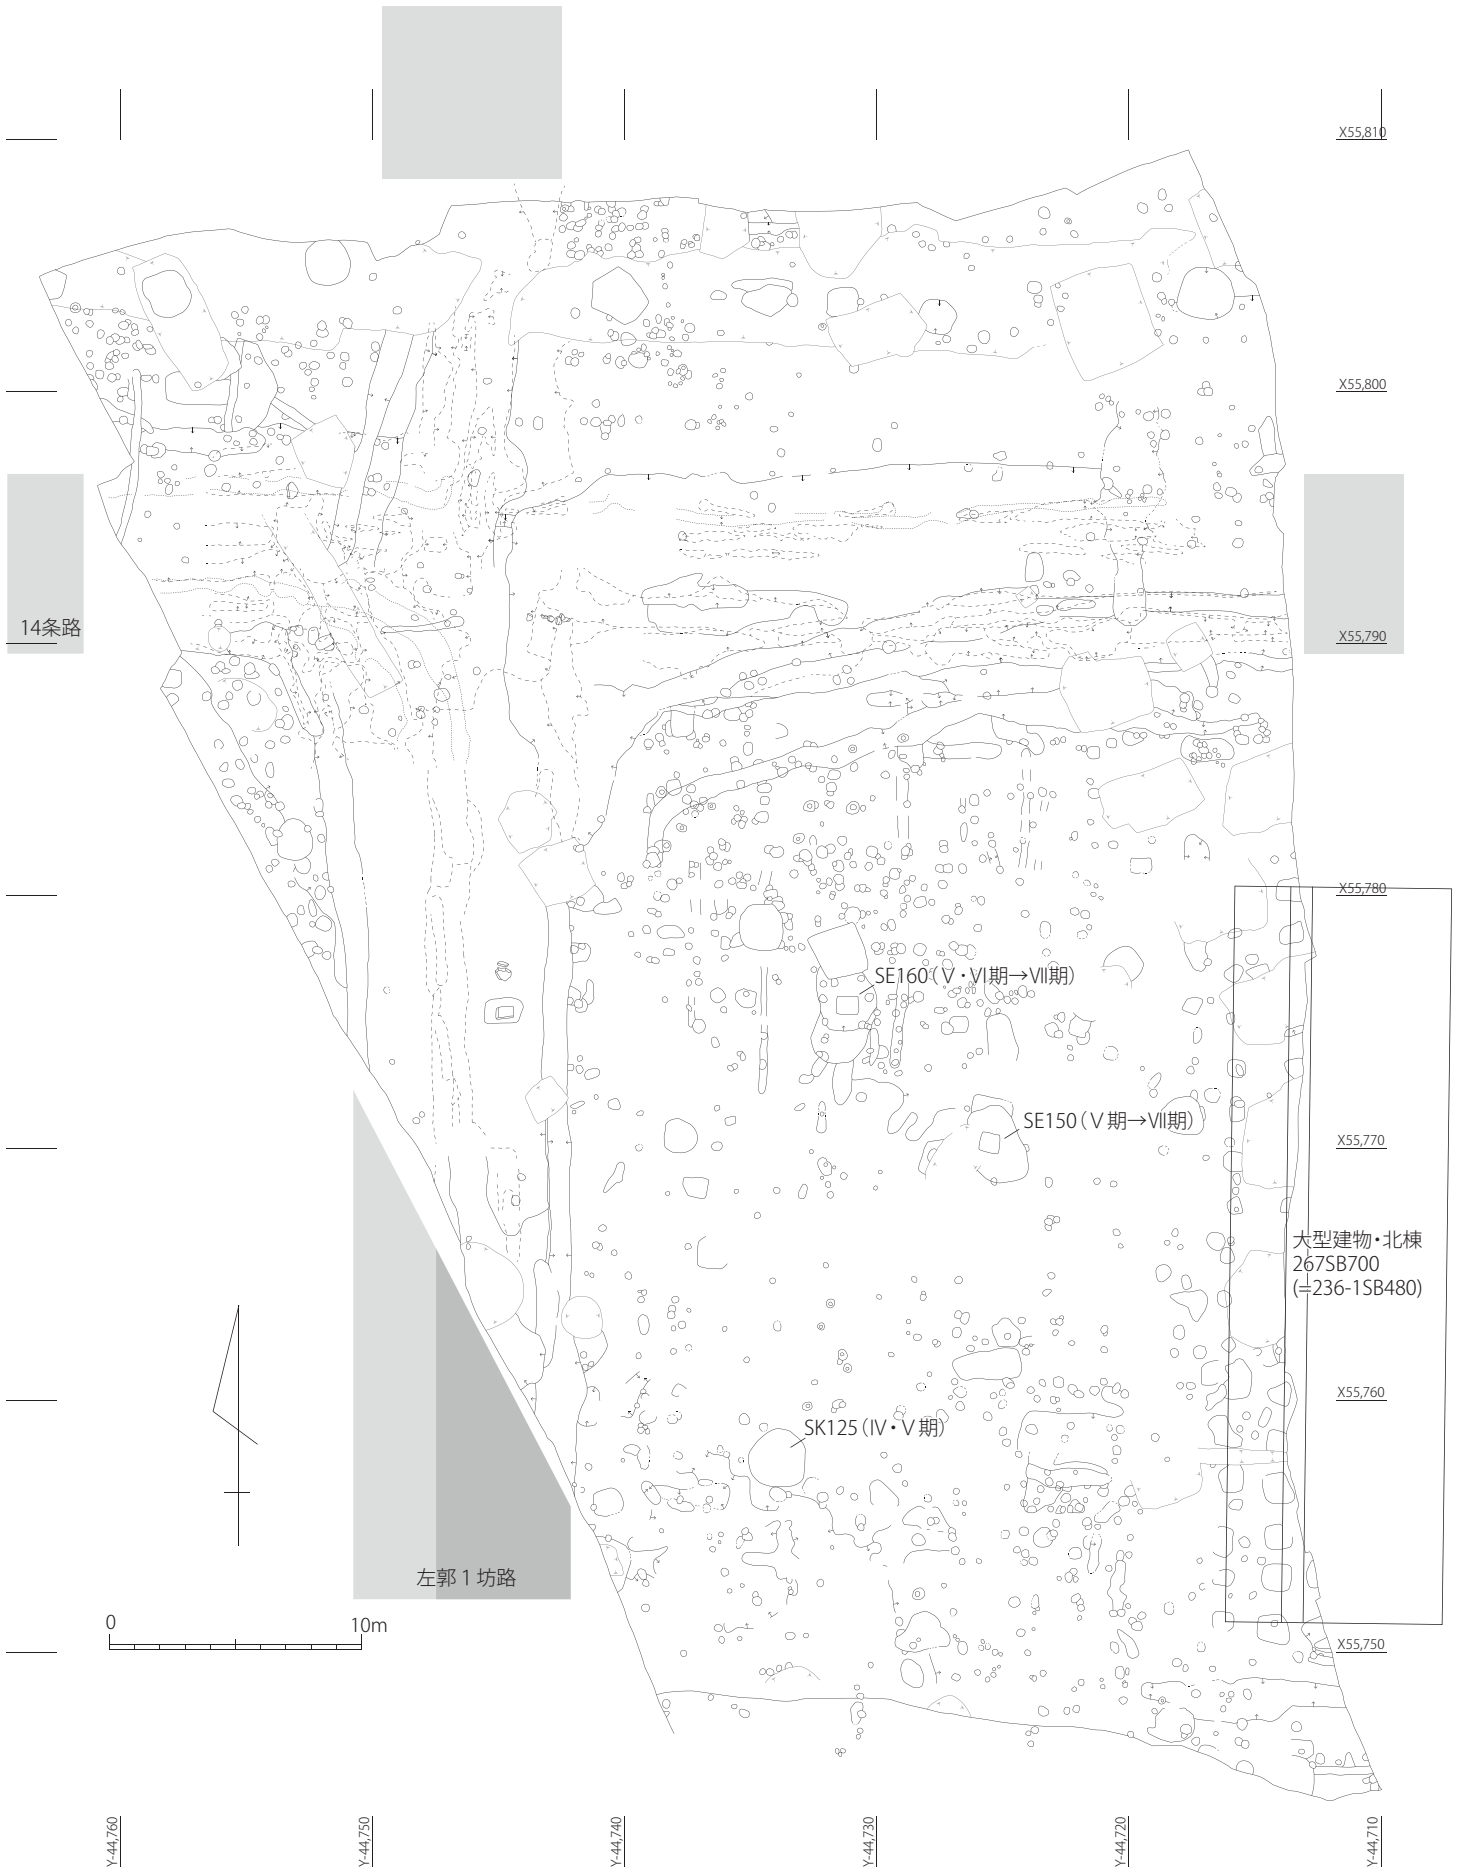 X55,810
X55,800
14条路
X55,790
X55,780
SE160(Ⅴ・Ⅵ期→Ⅶ期)
SE150(Ⅴ期→Ⅶ期)
X55,770
大型建物・北棟
267SB700
(=236-1SB480)
X55,760
SK125(Ⅳ・Ⅴ期)
左郭1坊路
0 10m
X55,750
Y-44,760
Y-44,750
Y-44,740
Y-44,730
Y-44,720
Y-44,710